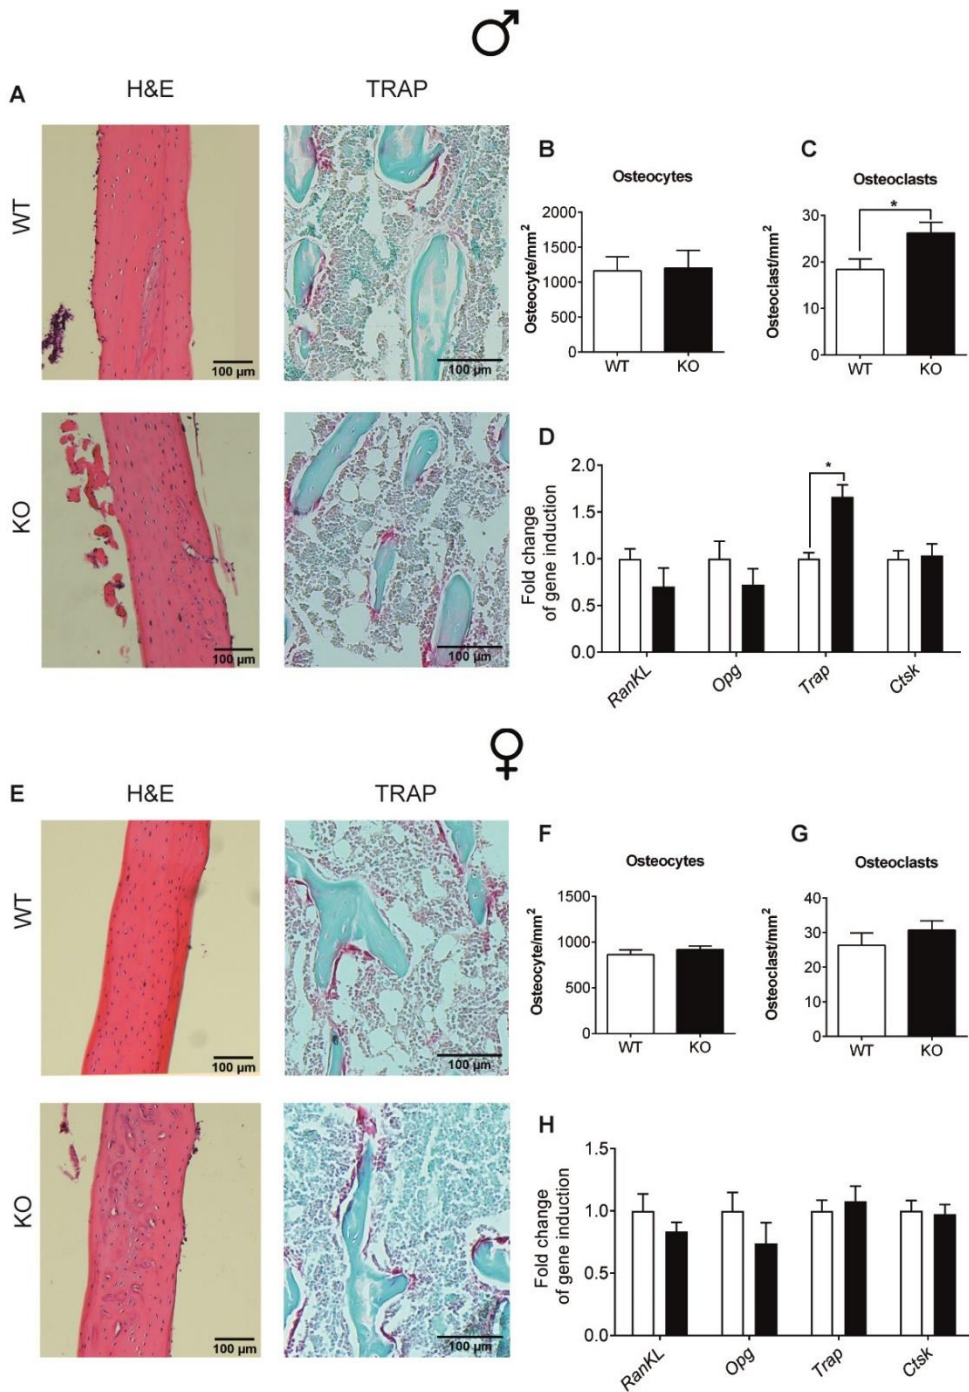 A
H&E
TRAP
WT
100 µm
100 µm
KO
100 µm
100 µm
B
Osteocytes
Osteocyte/mm²
2000
1500
1000
500
0
WT KO
C
Osteoclasts
Osteoclast/mm²
30
20
10
0
*
WT KO
D
Fold change
of gene induction
2.0
1.5
1.0
0.5
0.0
*
RanKL Opg Trap Ctsk
E
H&E
TRAP
WT
100 µm
100 µm
KO
100 µm
100 µm
F
Osteocytes
Osteocyte/mm²
1500
1000
500
0
WT KO
G
Osteoclasts
Osteoclast/mm²
40
30
20
10
0
WT KO
H
Fold change
of gene induction
1.5
1.0
0.5
0.0
RanKL Opg Trap Ctsk